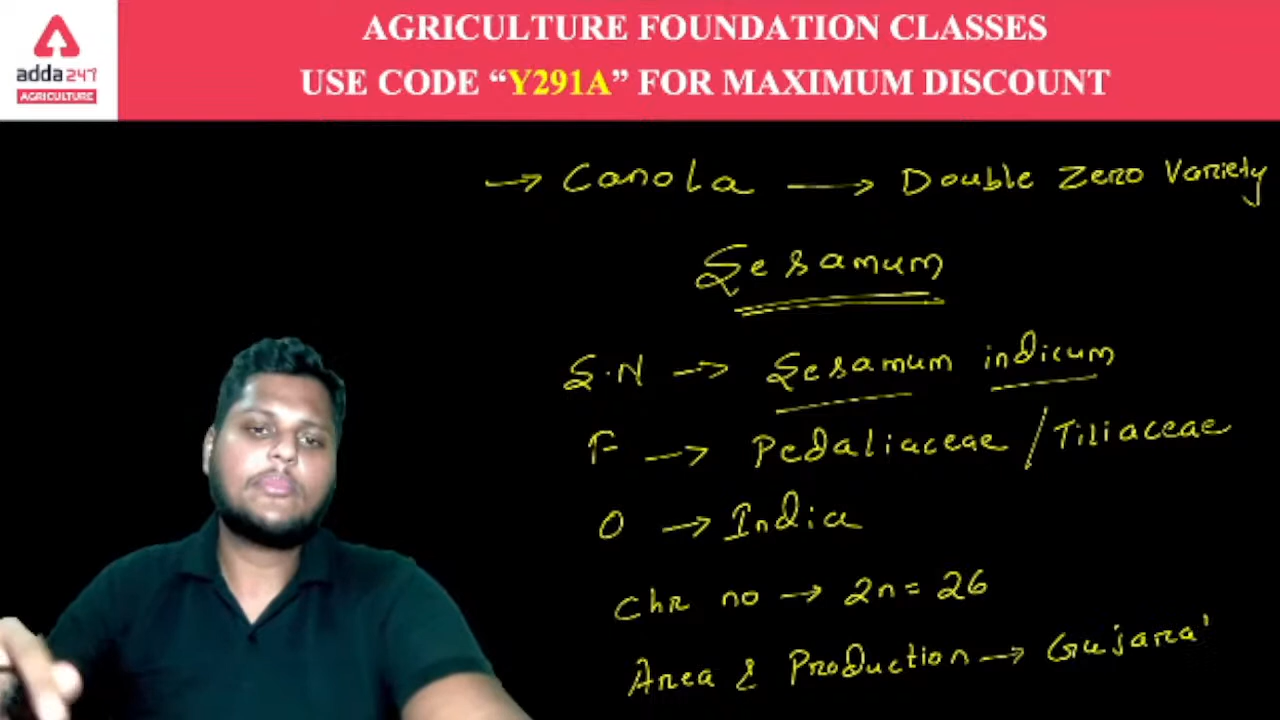 AGRICULTURE FOUNDATION CLASSES
USE CODE “Y291A” FOR MAXIMUM DISCOUNT
adda247
AGRICULTURE
→ Canola → Double Zero Variety
Sesamum
S.N → Sesamum indicum
F → Pedaliaceae / Tiliaceae
O → India
Chr no → 2n = 26
Area & Production → Gujara